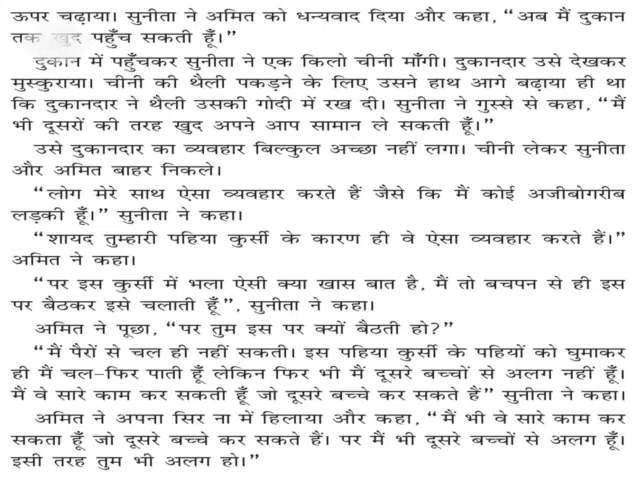 ऊपर चढ़ाया। सुनीता ने अमित को धन्यवाद दिया और कहा, “अब मैं दुकान
तक खुद पहुँच सकती हूँ।”
दुकान में पहुँचकर सुनीता ने एक किलो चीनी माँगी। दुकानदार उसे देखकर
मुस्कुराया। चीनी की थैली पकड़ने के लिए उसने हाथ आगे बढ़ाया ही था
कि दुकानदार ने थैली उसकी गोदी में रख दी। सुनीता ने गुस्से से कहा, “मैं
भी दूसरों की तरह खुद अपने आप सामान ले सकती हूँ।”
उसे दुकानदार का व्यवहार बिल्कुल अच्छा नहीं लगा। चीनी लेकर सुनीता
और अमित बाहर निकले।
“लोग मेरे साथ ऐसा व्यवहार करते हैं जैसे कि मैं कोई अजीबोगरीब
लड़की हूँ।” सुनीता ने कहा।
“शायद तुम्हारी पहिया कुर्सी के कारण ही वे ऐसा व्यवहार करते हैं।”
अमित ने कहा।
“पर इस कुर्सी में भला ऐसी क्या खास बात है, मैं तो बचपन से ही इस
पर बैठकर इसे चलाती हूँ”, सुनीता ने कहा।
अमित ने पूछा, “पर तुम इस पर क्यों बैठती हो?”
“मैं पैरों से चल ही नहीं सकती। इस पहिया कुर्सी के पहियों को घुमाकर
ही मैं चल-फिर पाती हूँ लेकिन फिर भी मैं दूसरे बच्चों से अलग नहीं हूँ।
मैं वे सारे काम कर सकती हूँ जो दूसरे बच्चे कर सकते हैं” सुनीता ने कहा।
अमित ने अपना सिर ना में हिलाया और कहा, “मैं भी वे सारे काम कर
सकता हूँ जो दूसरे बच्चे कर सकते हैं। पर मैं भी दूसरे बच्चों से अलग हूँ।
इसी तरह तुम भी अलग हो।”